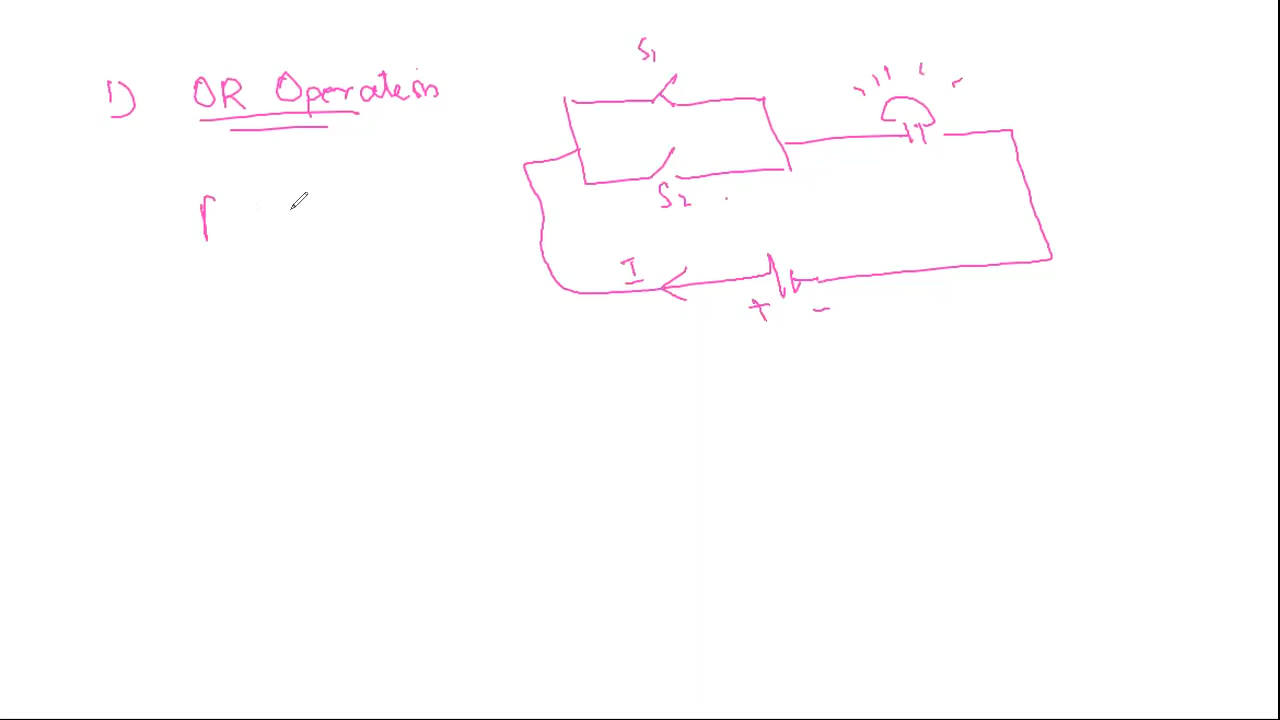 1) OR Operation
S1
S2
I
+ -